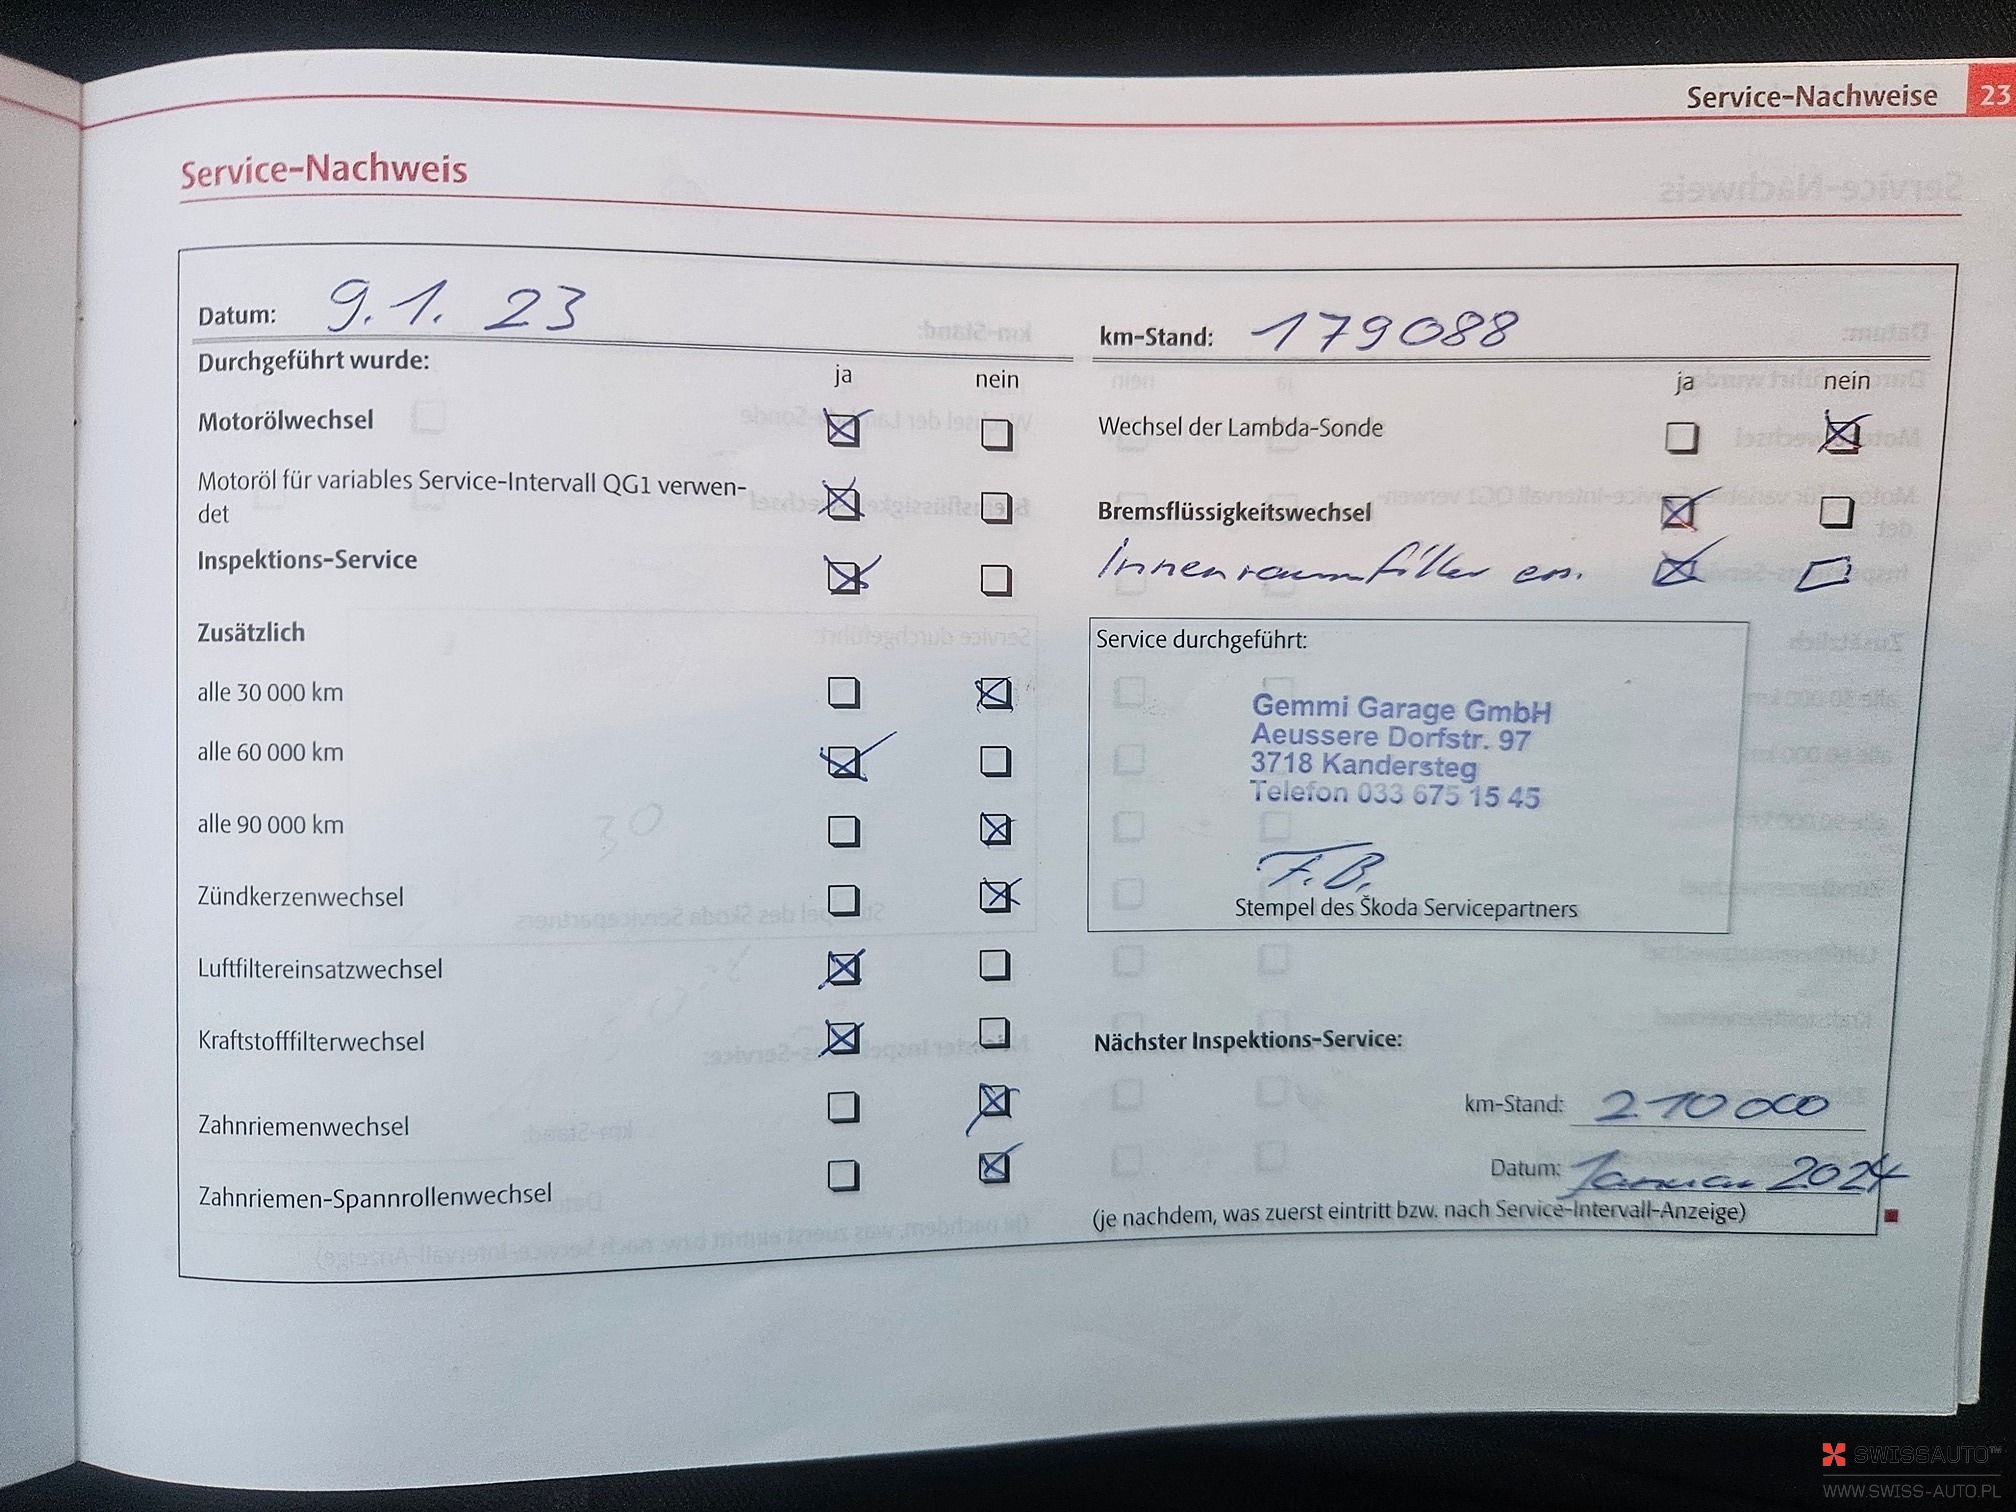 Service-Nachweise 23
Service-Nachweis
Datum: 9.1.23
Durchgeführt wurde:
ja nein
Motorölwechsel
Motoröl für variables Service-Intervall QG1 verwen-
det
Inspektions-Service
Zusätzlich
alle 30 000 km
alle 60 000 km
alle 90 000 km
Zündkerzenwechsel
Luftfiltereinsatzwechsel
Kraftstofffilterwechsel
Zahnriemenwechsel
Zahnriemen-Spannrollenwechsel
km-Stand: 179088
ja nein
Wechsel der Lambda-Sonde
Bremsflüssigkeitswechsel
Innenraumfilter
Service durchgeführt:
Gemmi Garage GmbH
Aeussere Dorfstr. 97
3718 Kandersteg
Telefon 033 675 15 45
F.B.
Stempel des Škoda Servicepartners
Nächster Inspektions-Service:
km-Stand: 210000
Datum: Januar 2024
(je nachdem, was zuerst eintritt bzw. nach Service-Intervall-Anzeige)
SWISSAUTO™
WWW.SWISS-AUTO.PL